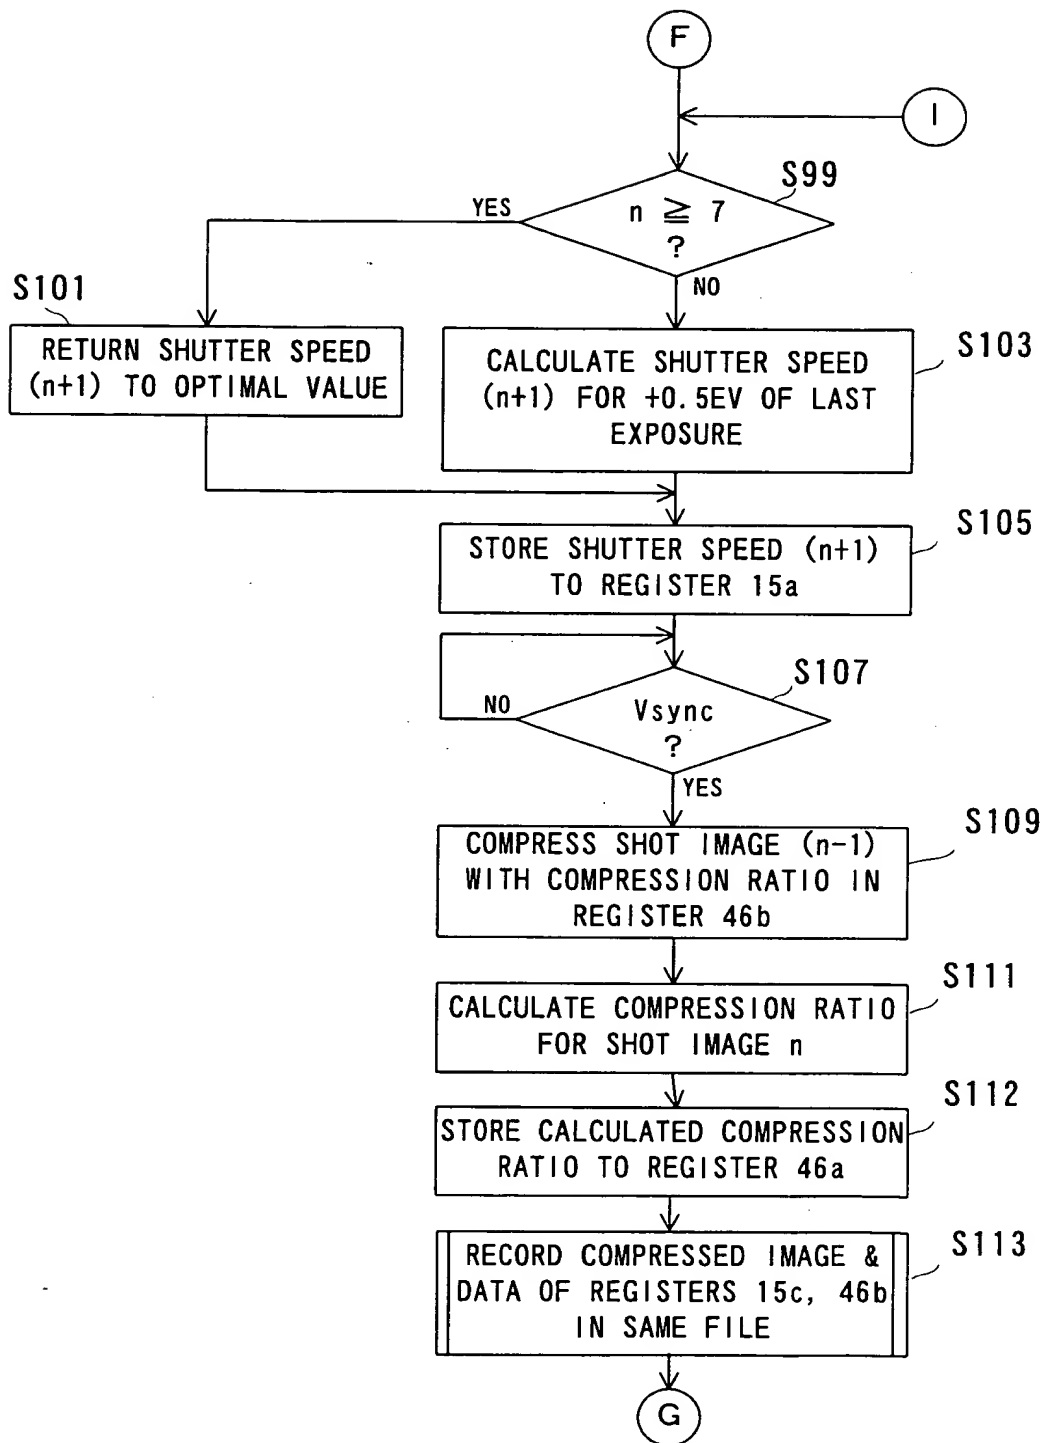 F
I
S99
n ≧ 7
?
YES
NO
S101
RETURN SHUTTER SPEED
(n+1) TO OPTIMAL VALUE
S103
CALCULATE SHUTTER SPEED
(n+1) FOR +0.5EV OF LAST
EXPOSURE
S105
STORE SHUTTER SPEED (n+1)
TO REGISTER 15a
S107
Vsync
?
NO
YES
S109
COMPRESS SHOT IMAGE (n-1)
WITH COMPRESSION RATIO IN
REGISTER 46b
S111
CALCULATE COMPRESSION RATIO
FOR SHOT IMAGE n
S112
STORE CALCULATED COMPRESSION
RATIO TO REGISTER 46a
S113
RECORD COMPRESSED IMAGE &
DATA OF REGISTERS 15c, 46b
IN SAME FILE
G